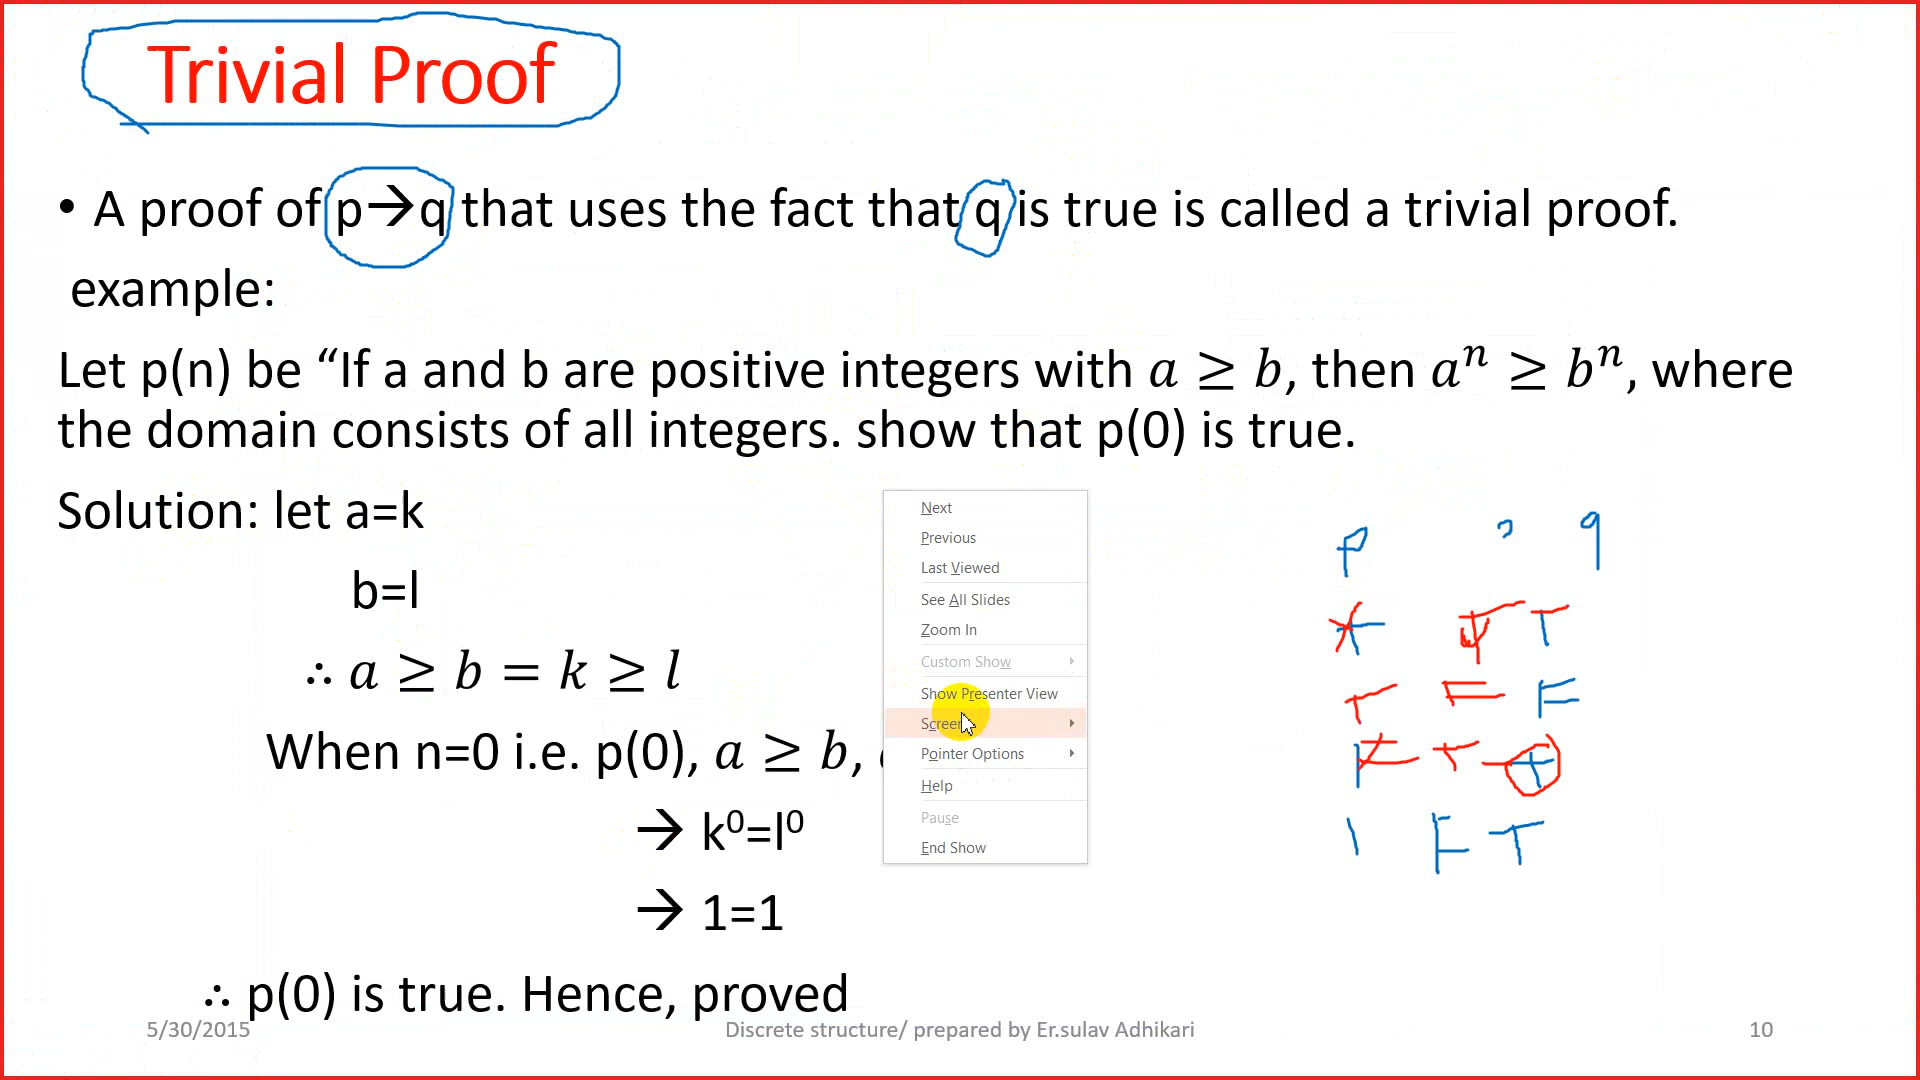 Trivial Proof
• A proof of p→q that uses the fact that q is true is called a trivial proof.
example:
Let p(n) be “If a and b are positive integers with a ≥ b, then aⁿ ≥ bⁿ, where
the domain consists of all integers. show that p(0) is true.
Solution: let a=k
b=l
∴ a ≥ b = k ≥ l
When n=0 i.e. p(0), a ≥ b,
→ k⁰=l⁰
→ 1=1
∴ p(0) is true. Hence, proved
Next
Previous
Last Viewed
See All Slides
Zoom In
Custom Show
Show Presenter View
Screen
Pointer Options
Help
Pause
End Show
p q
T T
T F F
F T T
F T
5/30/2015
Discrete structure/ prepared by Er.sulav Adhikari
10